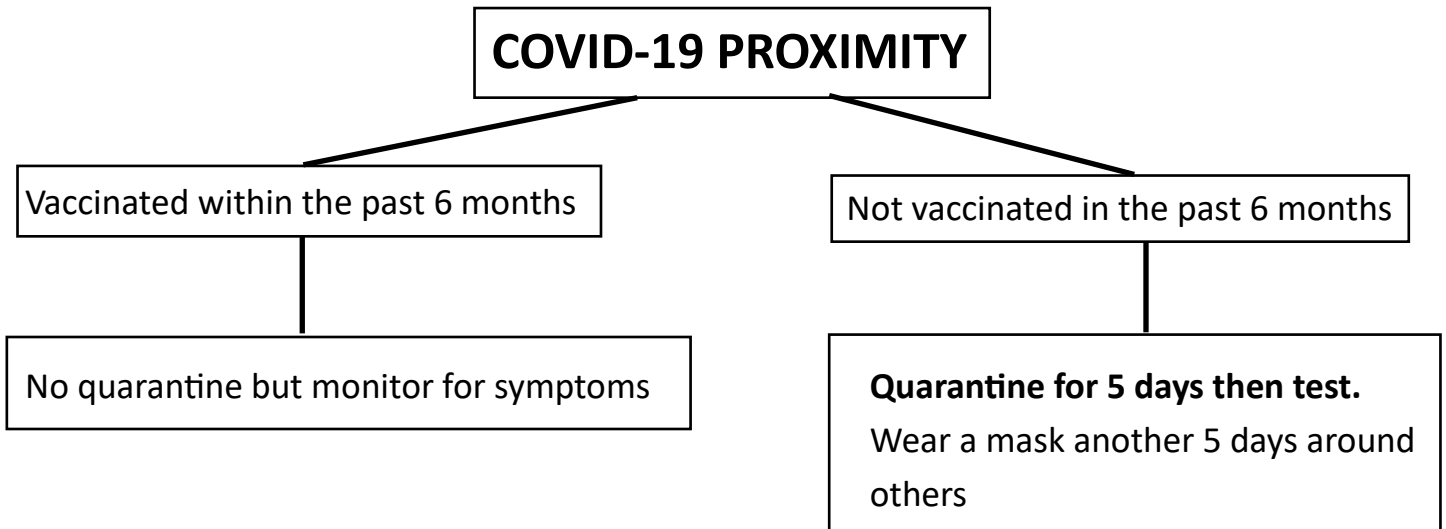 COVID-19 PROXIMITY
Vaccinated within the past 6 months
Not vaccinated in the past 6 months
No quarantine but monitor for symptoms
Quarantine for 5 days then test.
Wear a mask another 5 days around
others